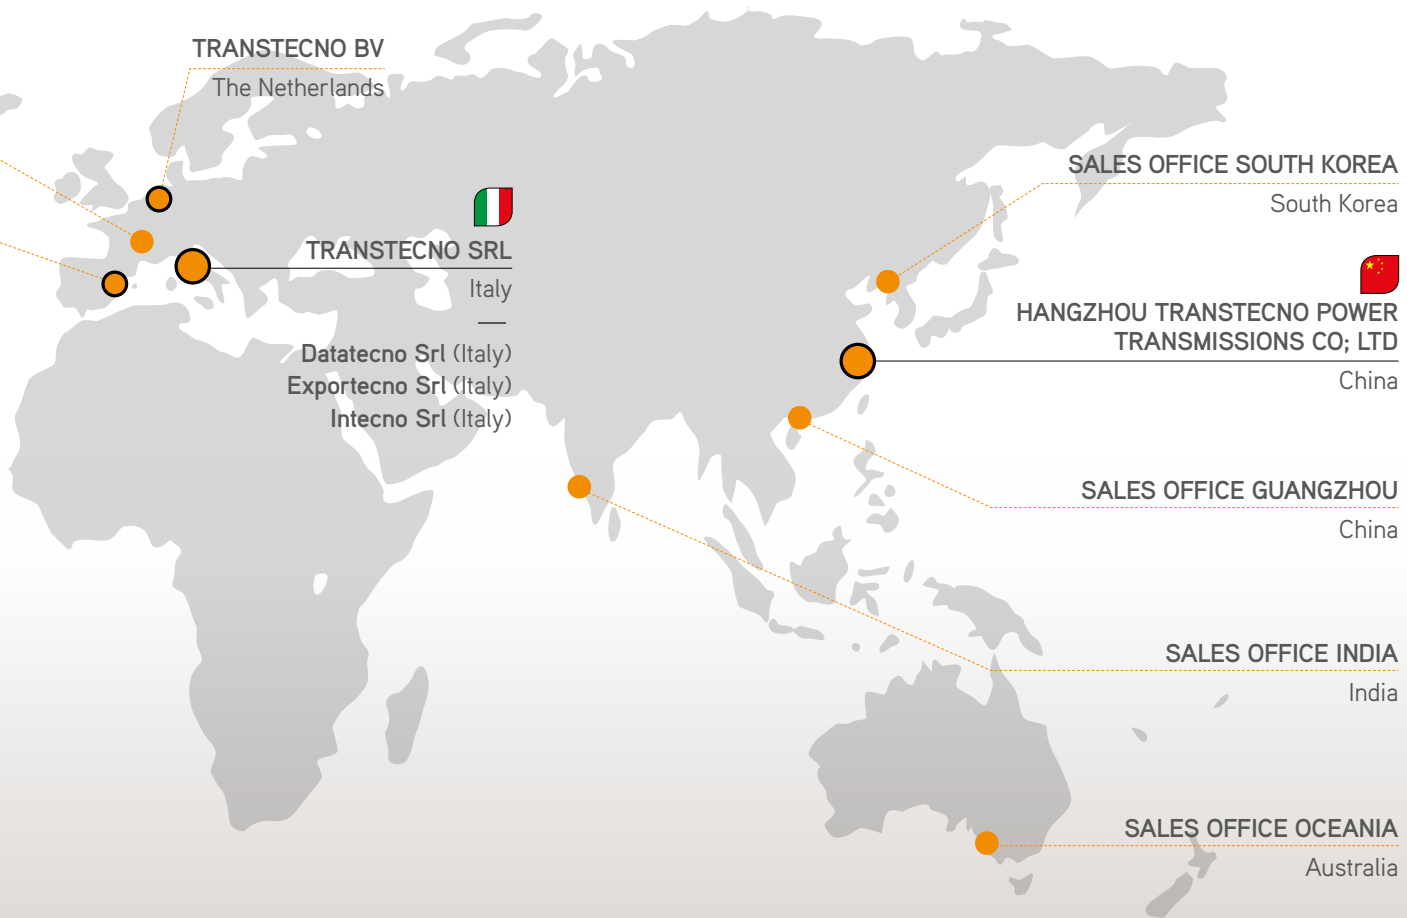 TRANSTECNO BV
The Netherlands
TRANSTECNO SRL
Italy
Datatecno Srl (Italy)
Exportecno Srl (Italy)
Intecno Srl (Italy)
SALES OFFICE SOUTH KOREA
South Korea
HANGZHOU TRANSTECNO POWER
TRANSMISSIONS CO; LTD
China
SALES OFFICE GUANGZHOU
China
SALES OFFICE INDIA
India
SALES OFFICE OCEANIA
Australia